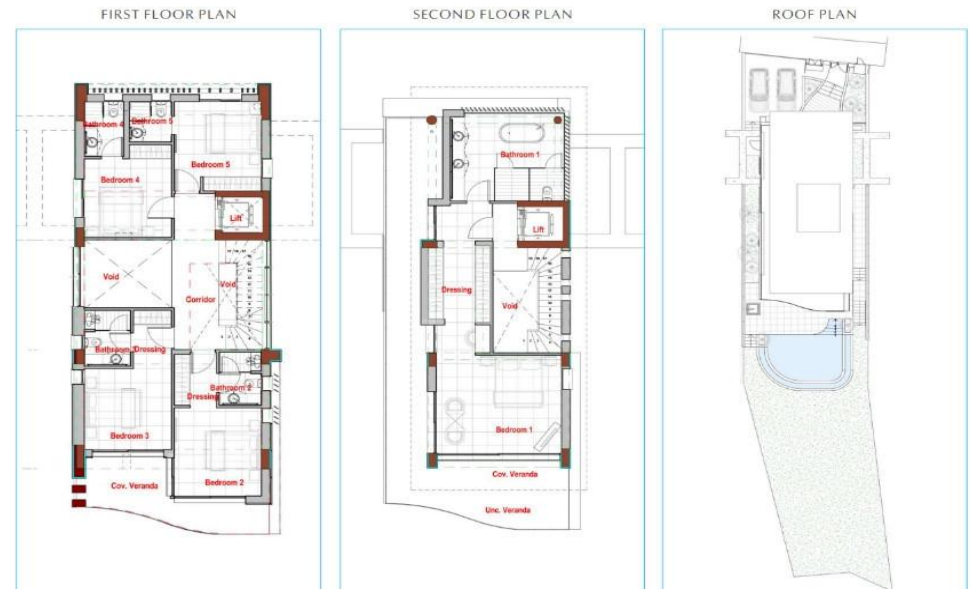 FIRST FLOOR PLAN
Bathroom 4
Bathroom 5
Bedroom 5
Bedroom 4
Lift
Void
Void
Corridor
Bathroom 3
Dressing
Bathroom 2
Dressing
Bedroom 3
Bedroom 2
Cov. Veranda
SECOND FLOOR PLAN
Bathroom 1
Lift
Dressing
Void
Bedroom 1
Cov. Veranda
Unc. Veranda
ROOF PLAN